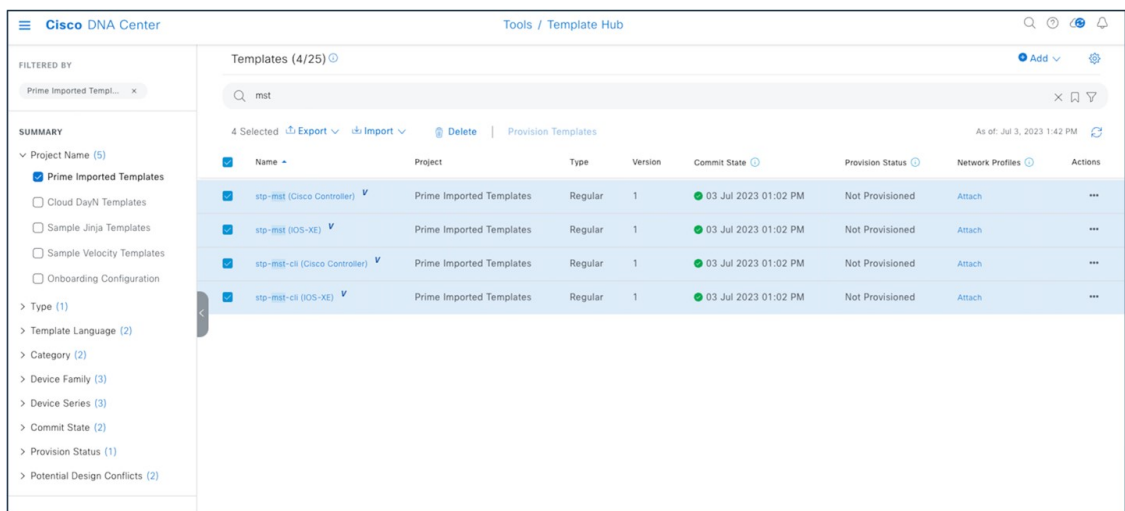 Cisco DNA Center
Tools / Template Hub
FILTERED BY
Prime Imported Templ... ×
SUMMARY
Project Name (5)
Prime Imported Templates
Cloud DayN Templates
Sample Jinja Templates
Sample Velocity Templates
Onboarding Configuration
Type (1)
Template Language (2)
Category (2)
Device Family (3)
Device Series (3)
Commit State (2)
Provision Status (1)
Potential Design Conflicts (2)
Templates (4/25)
Add
mst
4 Selected Export Import Delete | Provision Templates As of: Jul 3, 2023 1:42 PM
Name Project Type Version Commit State Provision Status Network Profiles Actions
stp-mst (Cisco Controller) V Prime Imported Templates Regular 1 03 Jul 2023 01:02 PM Not Provisioned Attach ...
stp-mst (IOS-XE) V Prime Imported Templates Regular 1 03 Jul 2023 01:02 PM Not Provisioned Attach ...
stp-mst-cli (Cisco Controller) V Prime Imported Templates Regular 1 03 Jul 2023 01:02 PM Not Provisioned Attach ...
stp-mst-cli (IOS-XE) V Prime Imported Templates Regular 1 03 Jul 2023 01:02 PM Not Provisioned Attach ...